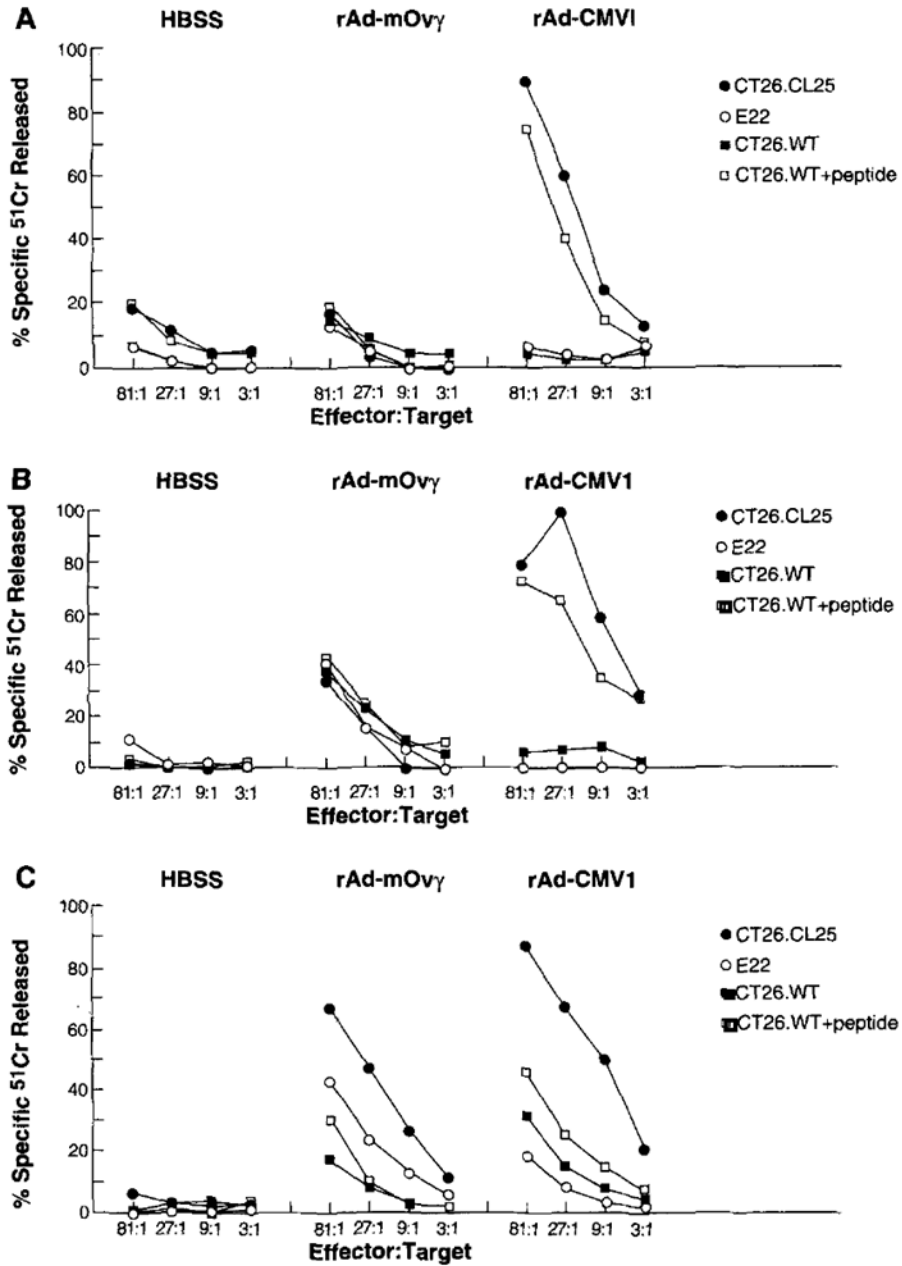 A
HBSS
rAd-mOvγ
rAd-CMVI
% Specific ⁵¹Cr Released
100
80
60
40
20
0
CT26.CL25
E22
CT26.WT
CT26.WT+peptide
81:1 27:1 9:1 3:1
81:1 27:1 9:1 3:1
81:1 27:1 9:1 3:1
Effector:Target
B
HBSS
rAd-mOvγ
rAd-CMV1
% Specific ⁵¹Cr Released
100
80
60
40
20
0
CT26.CL25
E22
CT26.WT
CT26.WT+peptide
81:1 27:1 9:1 3:1
81:1 27:1 9:1 3:1
81:1 27:1 9:1 3:1
Effector:Target
C
HBSS
rAd-mOvγ
rAd-CMV1
% Specific ⁵¹Cr Released
100
80
60
40
20
0
CT26.CL25
E22
CT26.WT
CT26.WT+peptide
81:1 27:1 9:1 3:1
81:1 27:1 9:1 3:1
81:1 27:1 9:1 3:1
Effector:Target